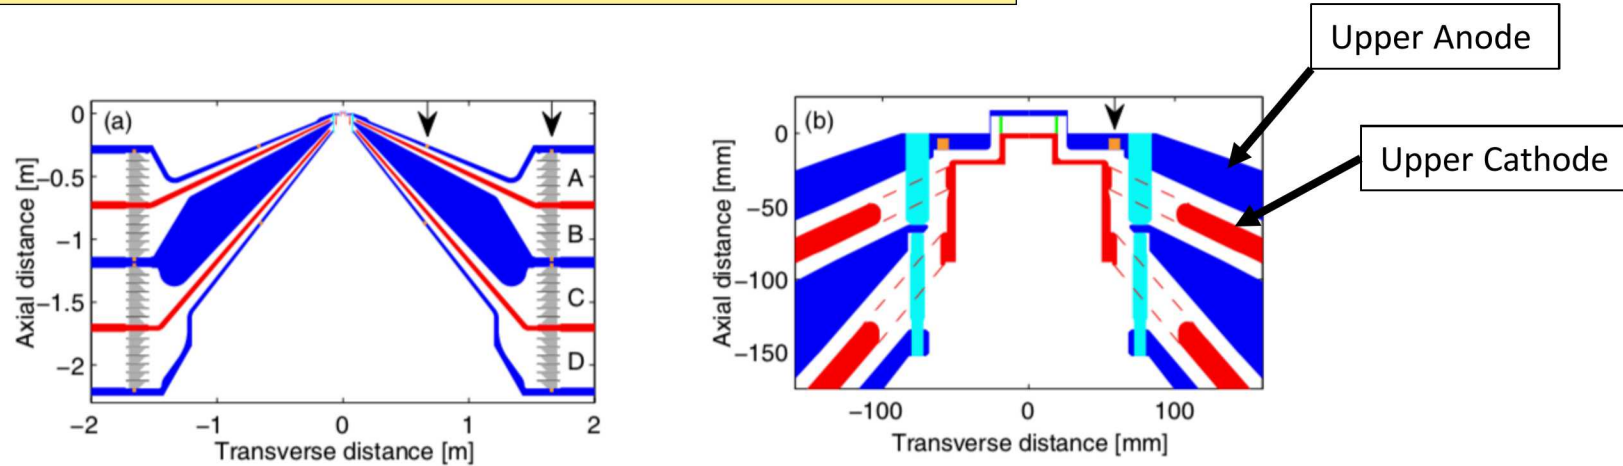 Upper Anode
Upper Cathode
(a)
0
−0.5
−1
−1.5
−2
Axial distance [m]
A
B
C
D
−2 −1 0 1 2
Transverse distance [m]
(b)
0
−50
−100
−150
Axial distance [mm]
−100 0 100
Transverse distance [mm]